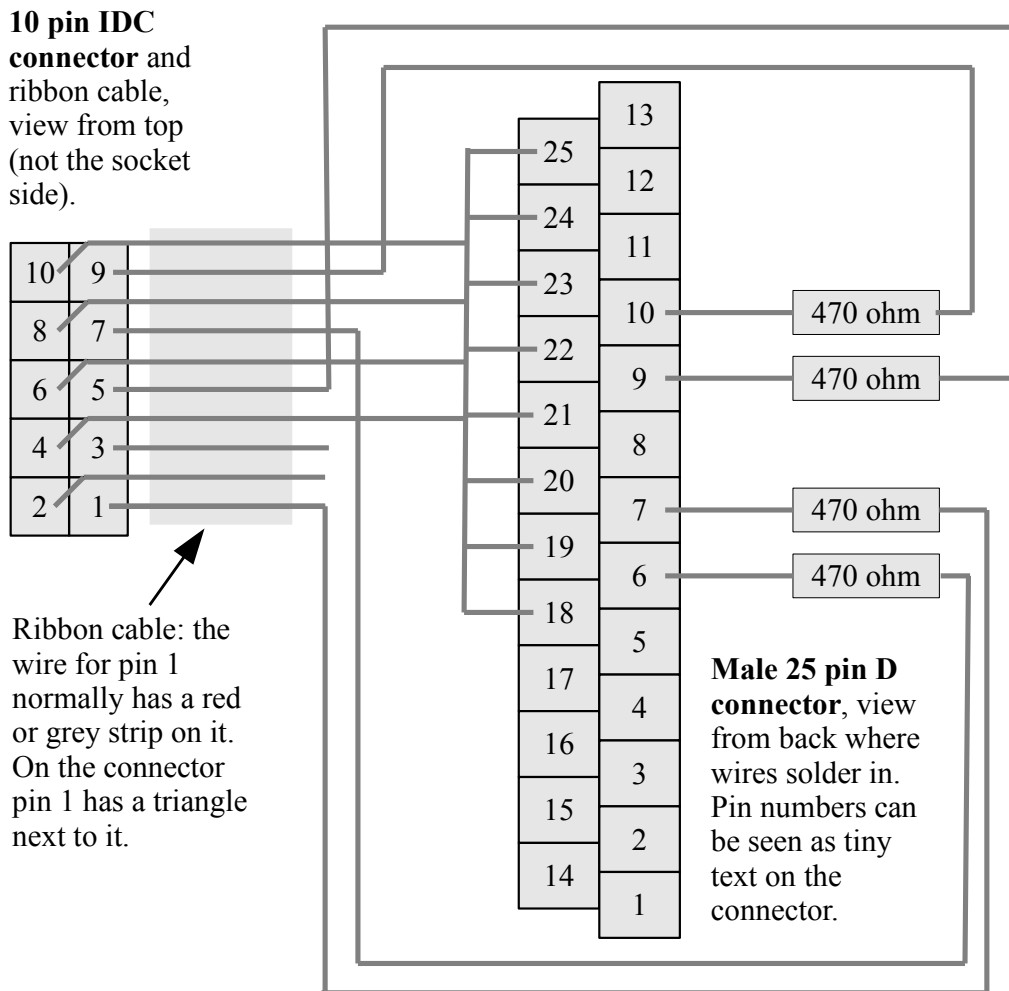 10 pin IDC
connector and
ribbon cable,
view from top
(not the socket
side).
10 9
8 7
6 5
4 3
2 1
Ribbon cable: the
wire for pin 1
normally has a red
or grey strip on it.
On the connector
pin 1 has a triangle
next to it.
13
25
12
24
11
23
10
22
9
21
8
20
7
19
6
18
5
17
4
16
3
15
2
14
1
470 ohm
470 ohm
470 ohm
470 ohm
Male 25 pin D
connector, view
from back where
wires solder in.
Pin numbers can
be seen as tiny
text on the
connector.